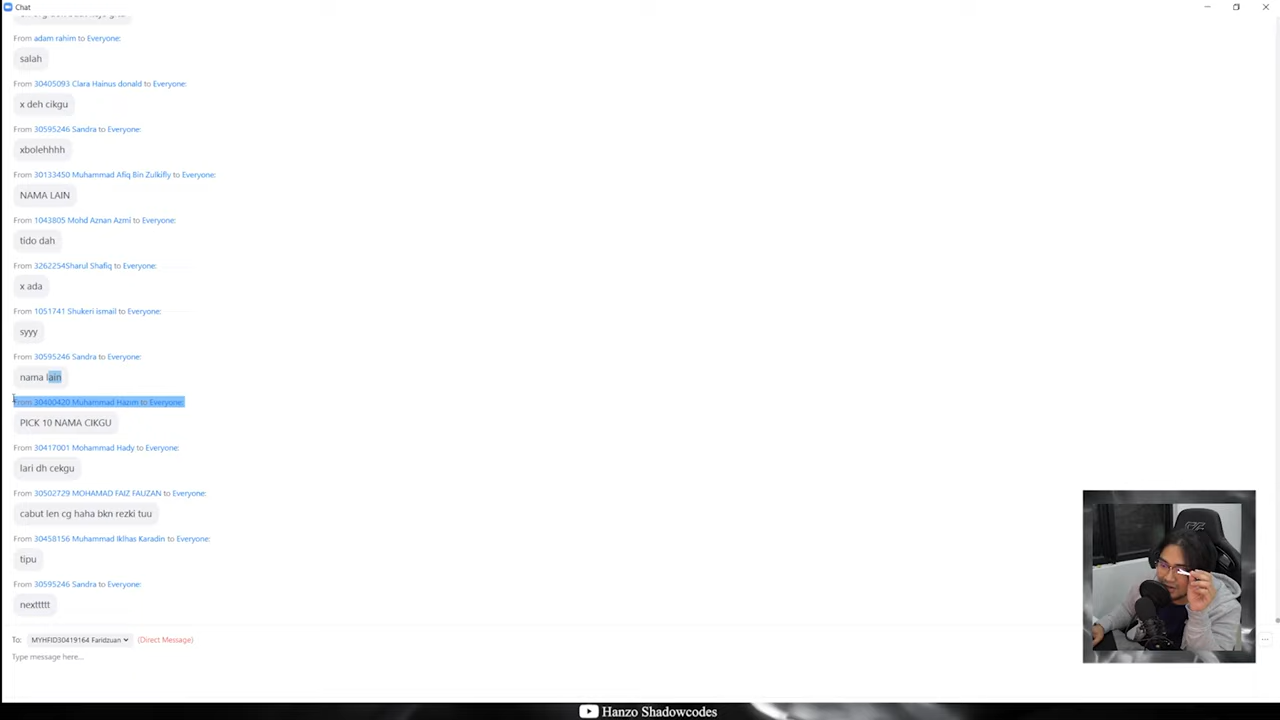 Chat
From adam rahim to Everyone:
salah
From 30405093 Clara Hainus donald to Everyone:
x deh cikgu
From 30595246 Sandra to Everyone:
xbolehhhh
From 30133450 Muhammad Afiq Bin Zulkifly to Everyone:
NAMA LAIN
From 1043805 Mohd Aznan Azmi to Everyone:
tido dah
From 3262254Sharul Shafiq to Everyone:
x ada
From 1051741 Shukeri ismail to Everyone:
syyy
From 30595246 Sandra to Everyone:
nama lain
From 30400420 Muhammad Hazim to Everyone:
PICK 10 NAMA CIKGU
From 30417001 Mohammad Hady to Everyone:
lari dh cekgu
From 30502729 MOHAMAD FAIZ FAUZAN to Everyone:
cabut len cg haha bkn rezki tuu
From 30458156 Muhammad Iklhas Karadin to Everyone:
tipu
From 30595246 Sandra to Everyone:
nexttttt
To: MYHFID30419164 Faridzuan (Direct Message)
Type message here...
Hanzo Shadowcodes